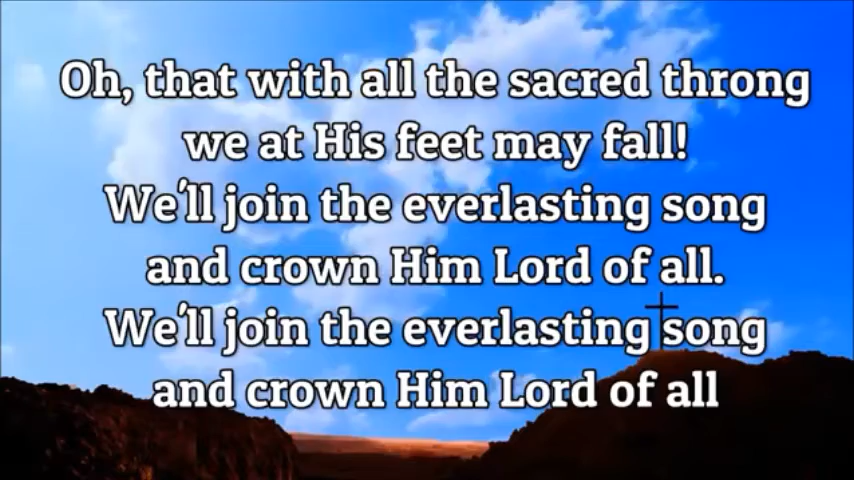 Oh, that with all the sacred throng
we at His feet may fall!
We'll join the everlasting song
and crown Him Lord of all.
We'll join the everlasting song
and crown Him Lord of all